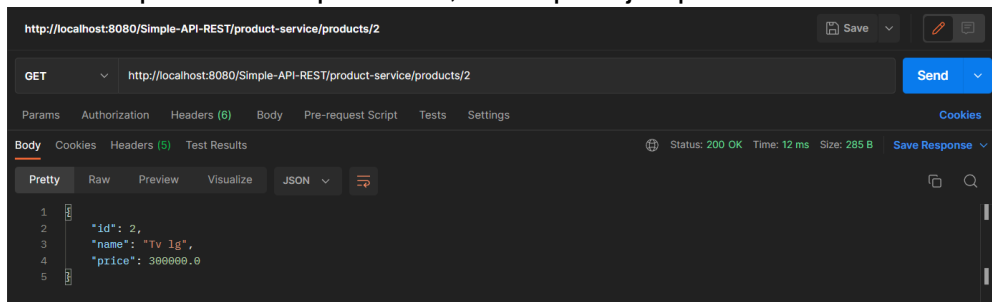 http://localhost:8080/Simple-API-REST/product-service/products/2
Save
GET
http://localhost:8080/Simple-API-REST/product-service/products/2
Send
Params Authorization Headers (6) Body Pre-request Script Tests Settings
Cookies
Body Cookies Headers (5) Test Results
Status: 200 OK Time: 12 ms Size: 285 B Save Response
Pretty Raw Preview Visualize JSON
1 {
2 "id": 2,
3 "name": "Tv lg",
4 "price": 300000.0
5 }